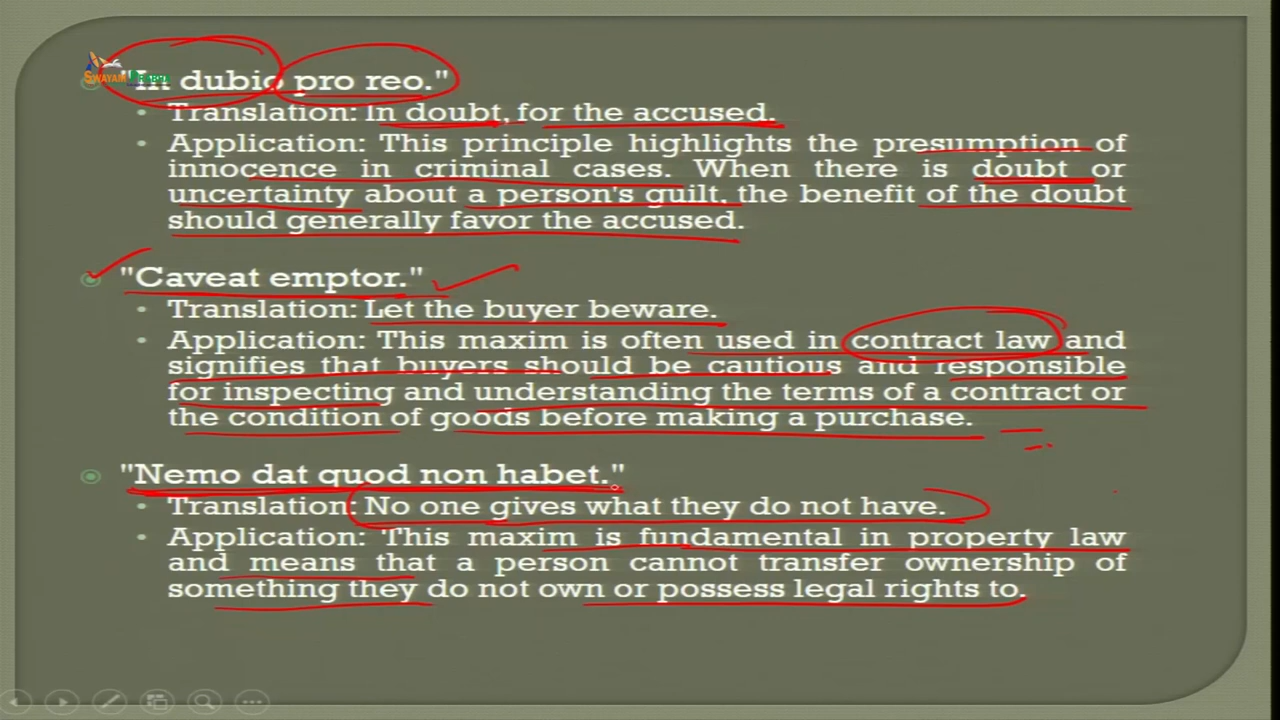 "In dubio pro reo."
Translation: In doubt, for the accused.
Application: This principle highlights the presumption of
innocence in criminal cases. When there is doubt or
uncertainty about a person's guilt, the benefit of the doubt
should generally favor the accused.
"Caveat emptor."
Translation: Let the buyer beware.
Application: This maxim is often used in contract law and
signifies that buyers should be cautious and responsible
for inspecting and understanding the terms of a contract or
the condition of goods before making a purchase.
"Nemo dat quod non habet."
Translation: No one gives what they do not have.
Application: This maxim is fundamental in property law
and means that a person cannot transfer ownership of
something they do not own or possess legal rights to.